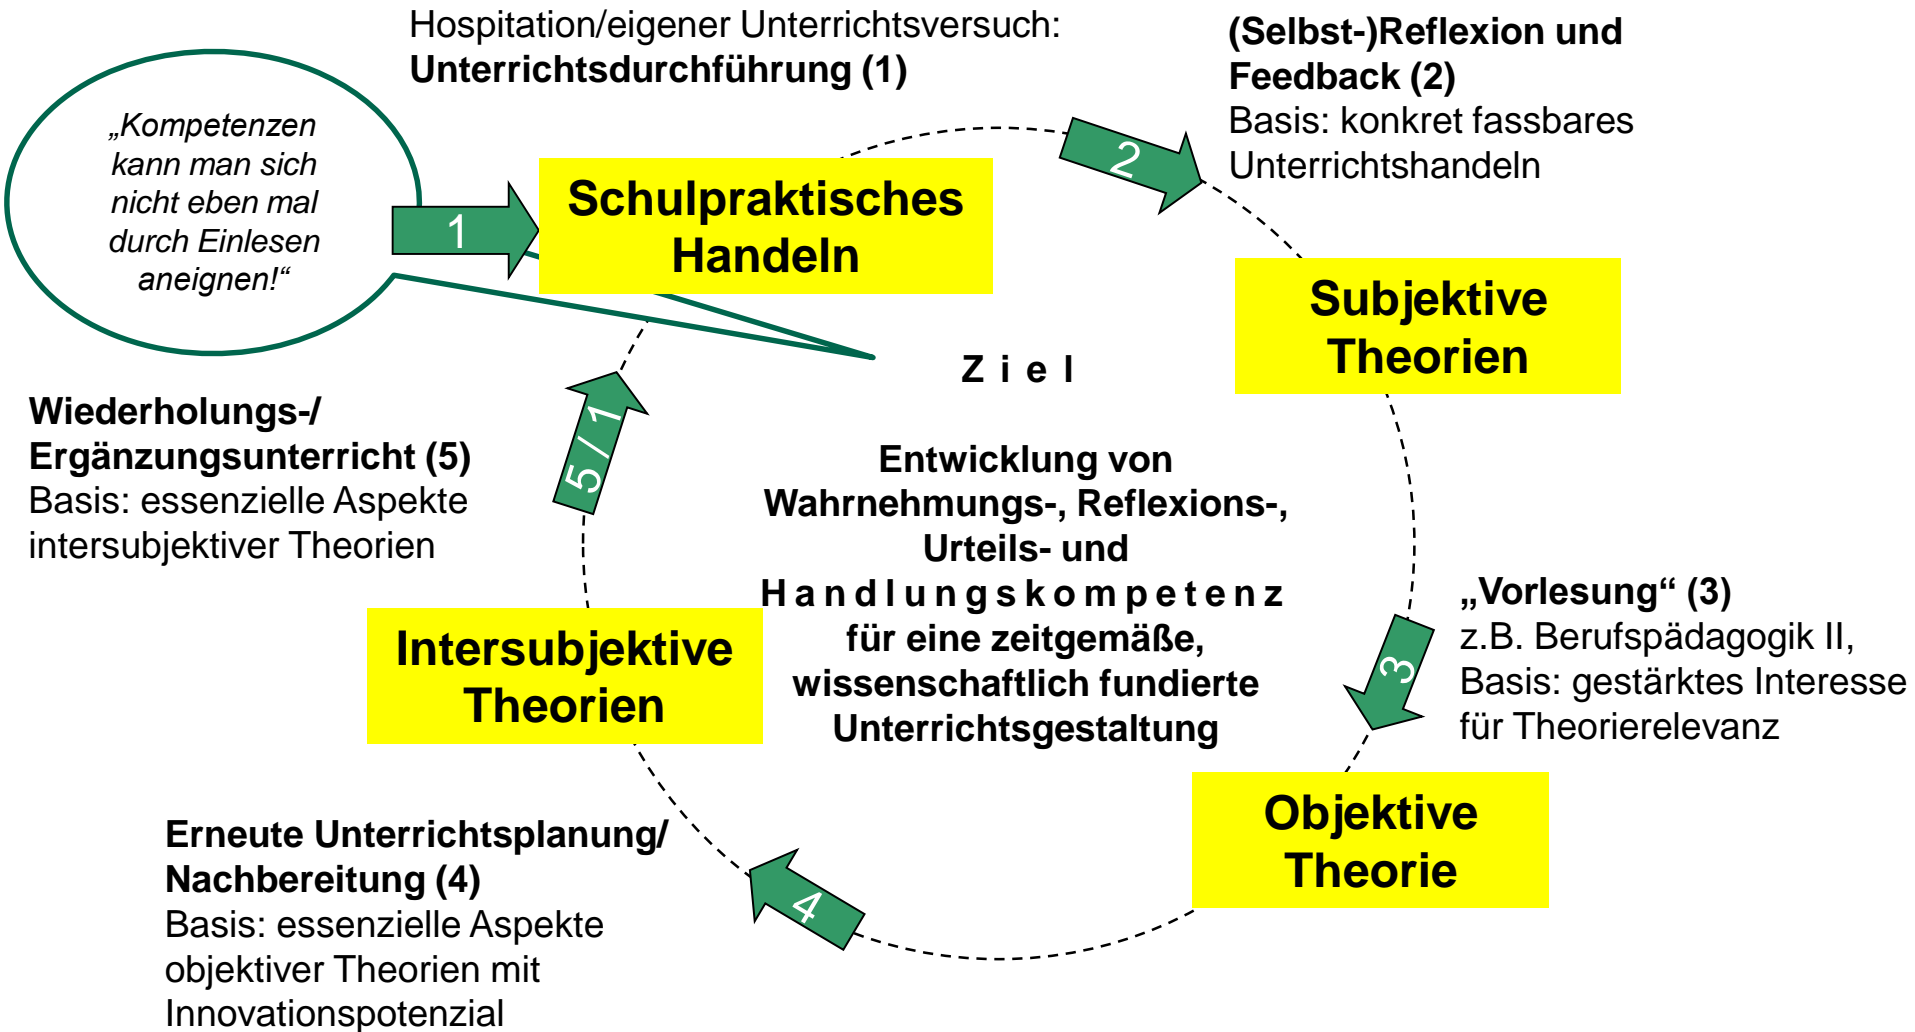 Hospitation/eigener Unterrichtsversuch:
Unterrichtsdurchführung (1)
(Selbst-)Reflexion und
Feedback (2)
Basis: konkret fassbares
Unterrichtshandeln
„Kompetenzen
kann man sich
nicht eben mal
durch Einlesen
aneignen!“
1
Schulpraktisches
Handeln
2
Subjektive
Theorien
Ziel
Entwicklung von
Wahrnehmungs-, Reflexions-,
Urteils- und
Handlungskompetenz
für eine zeitgemäße,
wissenschaftlich fundierte
Unterrichtsgestaltung
Wiederholungs-/
Ergänzungsunterricht (5)
Basis: essenzielle Aspekte
intersubjektiver Theorien
5 / 1
„Vorlesung“ (3)
z.B. Berufspädagogik II,
Basis: gestärktes Interesse
für Theorierelevanz
3
Intersubjektive
Theorien
Objektive
Theorie
Erneute Unterrichtsplanung/
Nachbereitung (4)
Basis: essenzielle Aspekte
objektiver Theorien mit
Innovationspotenzial
4